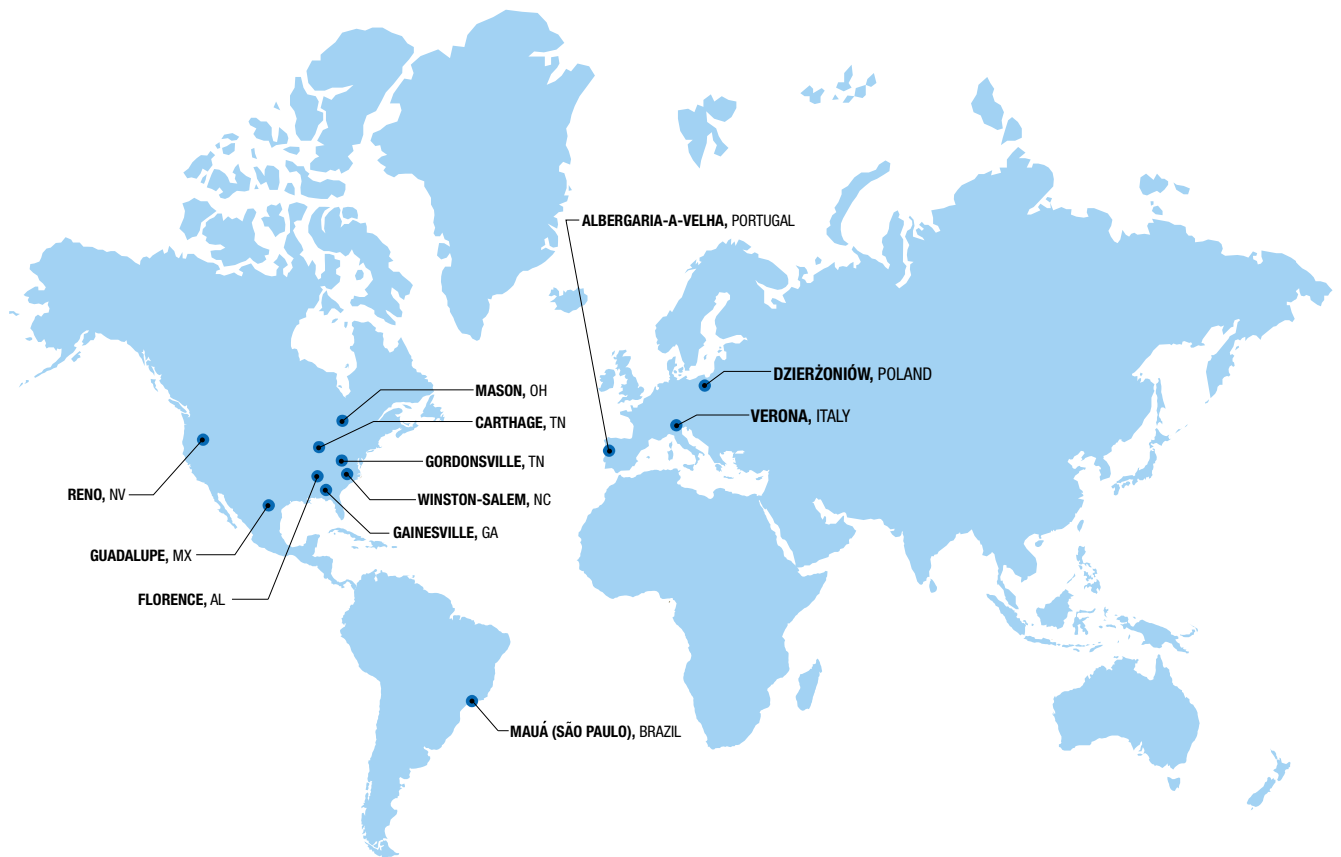 ALBERGARIA-A-VELHA, PORTUGAL
DZIERŻONIÓW, POLAND
MASON, OH
VERONA, ITALY
CARTHAGE, TN
GORDONSVILLE, TN
RENO, NV
WINSTON-SALEM, NC
GAINESVILLE, GA
GUADALUPE, MX
FLORENCE, AL
MAUÁ (SÃO PAULO), BRAZIL